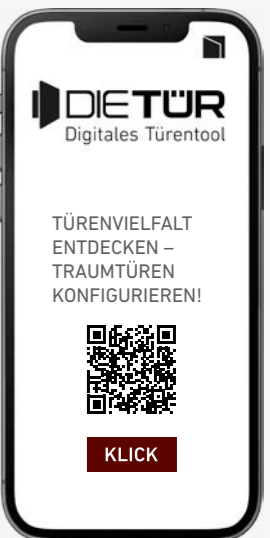 DIETÜR
Digitales Türentool
TÜRENVIELFALT
ENTDECKEN –
TRAUMTÜREN
KONFIGURIEREN!
KLICK